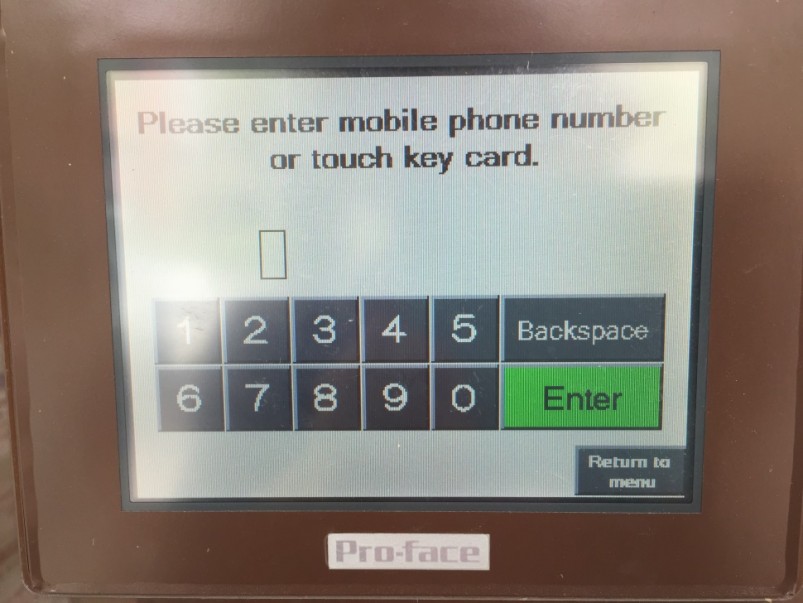 Please enter mobile phone number
or touch key card.
1 2 3 4 5 Backspace
6 7 8 9 0 Enter
Return to
menu
Pro-face